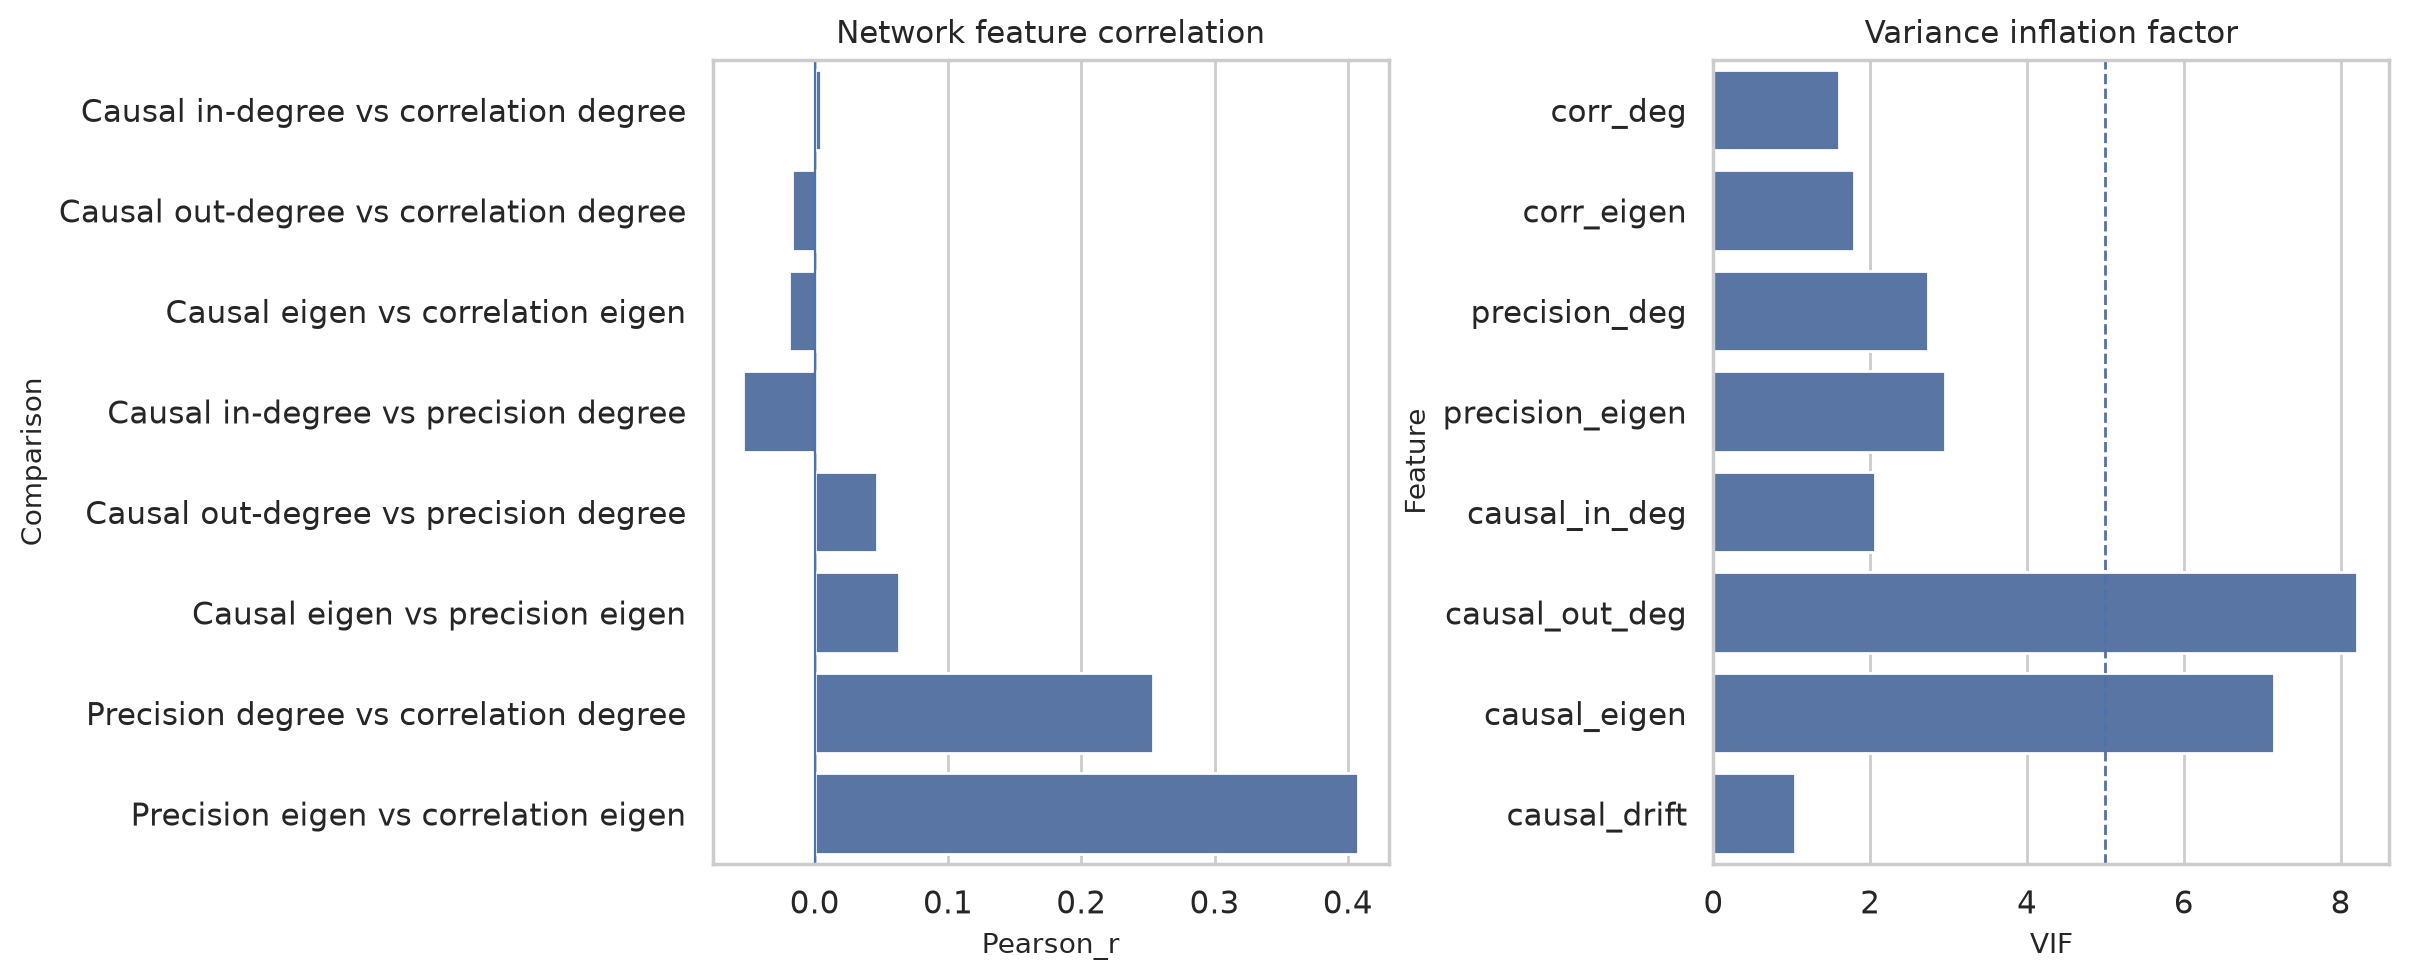 Network feature correlation
Comparison
Causal in-degree vs correlation degree
Causal out-degree vs correlation degree
Causal eigen vs correlation eigen
Causal in-degree vs precision degree
Causal out-degree vs precision degree
Causal eigen vs precision eigen
Precision degree vs correlation degree
Precision eigen vs correlation eigen
0.0 0.1 0.2 0.3 0.4
Pearson_r
Variance inflation factor
Feature
corr_deg
corr_eigen
precision_deg
precision_eigen
causal_in_deg
causal_out_deg
causal_eigen
causal_drift
0 2 4 6 8
VIF